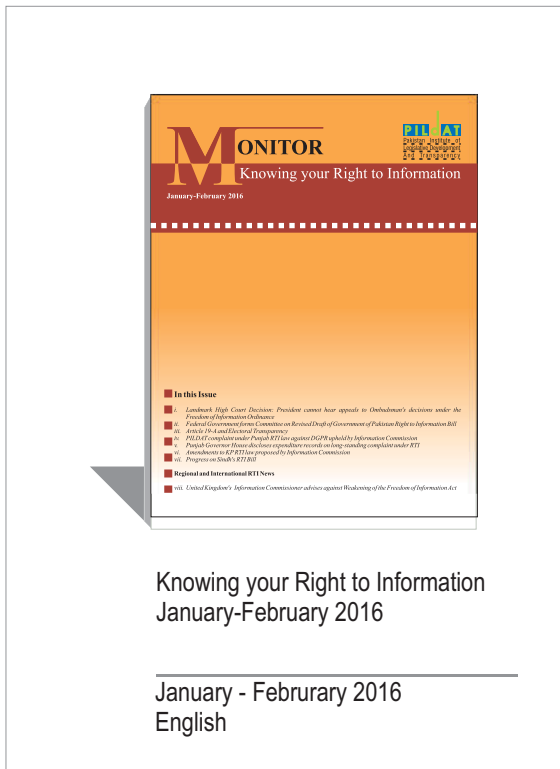 PILDAT
Pakistan Institute of
Legislative Development
And Transparency
MONITOR
Knowing your Right to Information
January-February 2016
In this Issue
i. Landmark High Court Decision: President cannot hear appeals to Ombudsman's decisions under the
Freedom of Information Ordinance
ii. Federal Government forms Committee on Revised Draft of Government of Pakistan Right to Information Bill
iii. Article 19-A and Electoral Transparency
iv. PILDAT complaint under Punjab RTI law against DGPR upheld by Information Commission
v. Punjab Governor House discloses expenditure records on long-standing complaint under RTI
vi. Amendments to KP RTI law proposed by Information Commission
vii. Progress on Sindh's RTI Bill
Regional and International RTI News
viii. United Kingdom's Information Commissioner advises against Weakening of the Freedom of Information Act
Knowing your Right to Information
January-February 2016
January - Februrary 2016
English